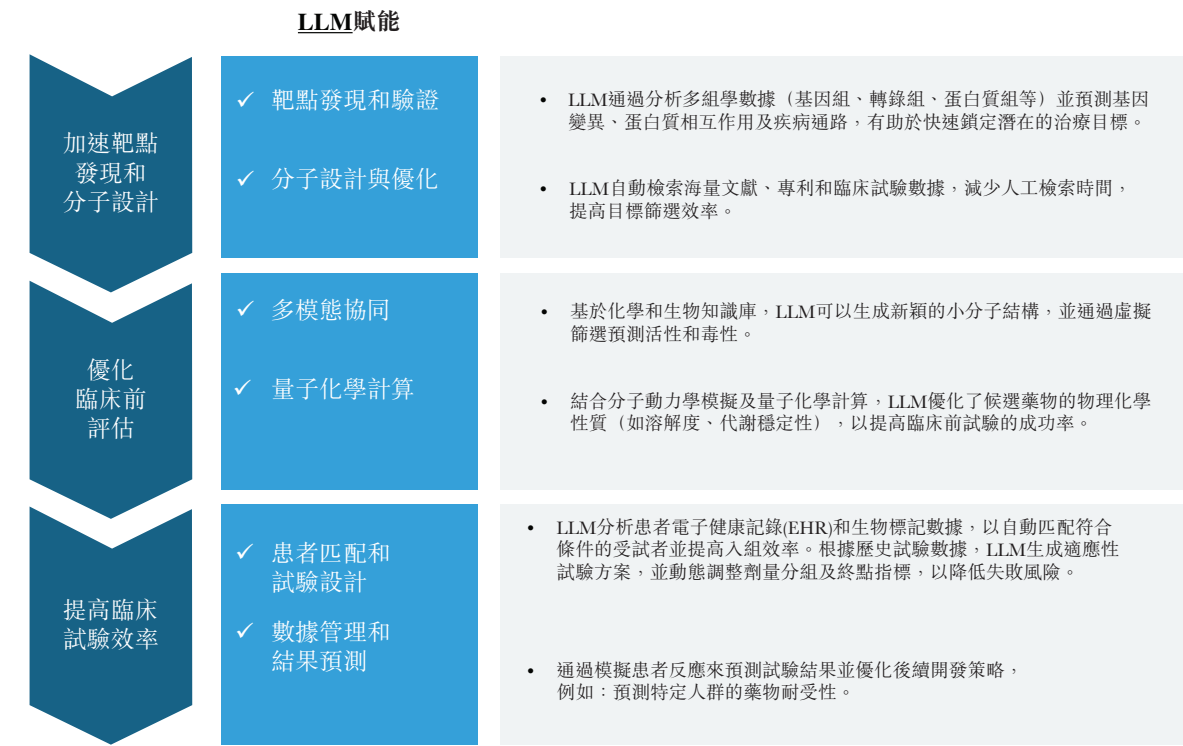 LLM賦能
加速靶點
發現和
分子設計
✓ 靶點發現和驗證
✓ 分子設計與優化
• LLM通過分析多組學數據（基因組、轉錄組、蛋白質組等）並預測基因
變異、蛋白質相互作用及疾病通路，有助於快速鎖定潛在的治療目標。
• LLM自動檢索海量文獻、專利和臨床試驗數據，減少人工檢索時間，
提高目標篩選效率。
優化
臨床前
評估
✓ 多模態協同
✓ 量子化學計算
• 基於化學和生物知識庫，LLM可以生成新穎的小分子結構，並通過虛擬
篩選預測活性和毒性。
• 結合分子動力學模擬及量子化學計算，LLM優化了候選藥物的物理化學
性質（如溶解度、代謝穩定性），以提高臨床前試驗的成功率。
提高臨床
試驗效率
✓ 患者匹配和
試驗設計
✓ 數據管理和
結果預測
• LLM分析患者電子健康記錄(EHR)和生物標記數據，以自動匹配符合
條件的受試者並提高入組效率。根據歷史試驗數據，LLM生成適應性
試驗方案，並動態調整劑量分組及終點指標，以降低失敗風險。
• 通過模擬患者反應來預測試驗結果並優化後續開發策略，
例如：預測特定人群的藥物耐受性。